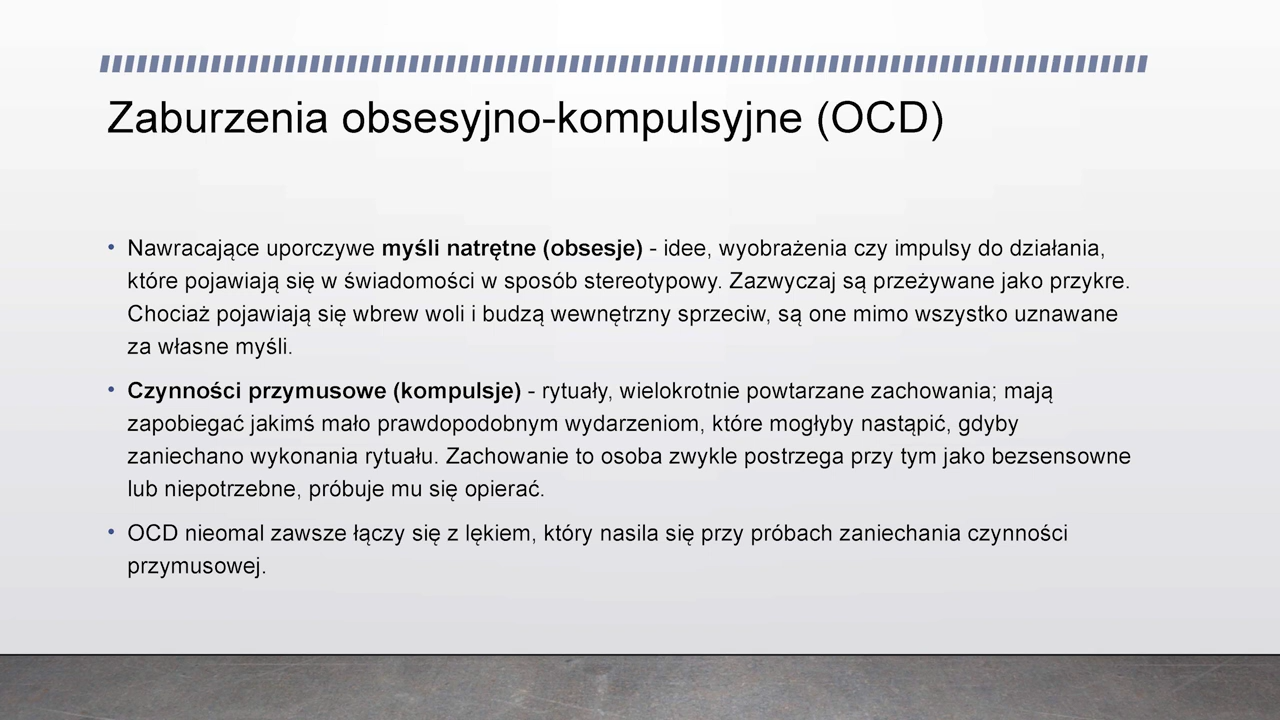 Zaburzenia obsesyjno-kompulsyjne (OCD)
• Nawracające uporczywe myśli natrętne (obsesje) - idee, wyobrażenia czy impulsy do działania,
które pojawiają się w świadomości w sposób stereotypowy. Zazwyczaj są przeżywane jako przykre.
Chociaż pojawiają się wbrew woli i budzą wewnętrzny sprzeciw, są one mimo wszystko uznawane
za własne myśli.
• Czynności przymusowe (kompulsje) - rytuały, wielokrotnie powtarzane zachowania; mają
zapobiegać jakimś mało prawdopodobnym wydarzeniom, które mogłyby nastąpić, gdyby
zaniechano wykonania rytuału. Zachowanie to osoba zwykle postrzega przy tym jako bezsensowne
lub niepotrzebne, próbuje mu się opierać.
• OCD nieomal zawsze łączy się z lękiem, który nasila się przy próbach zaniechania czynności
przymusowej.